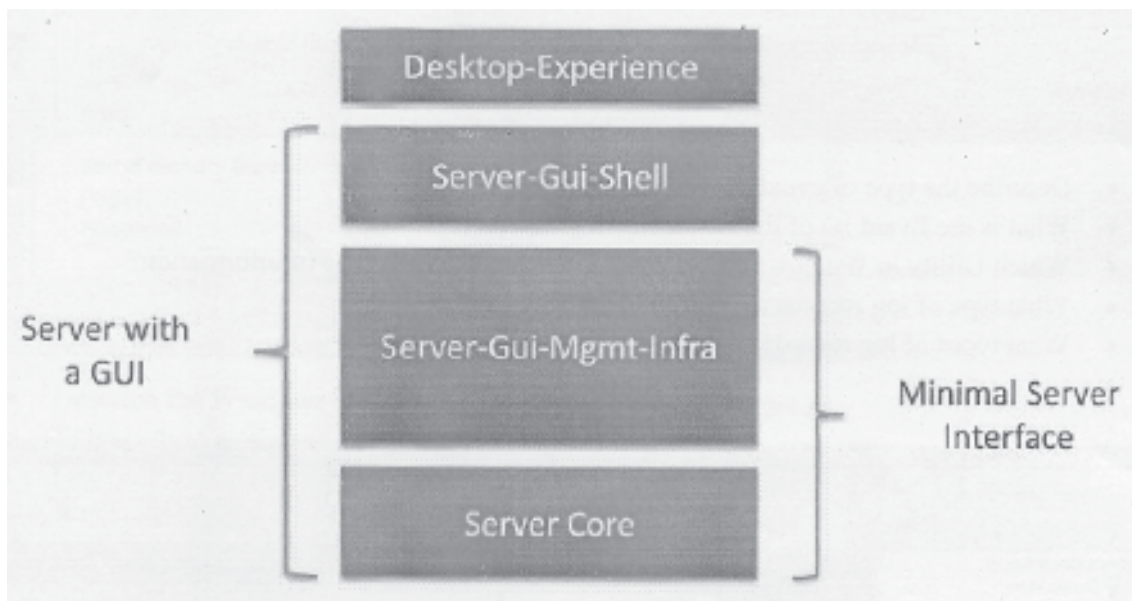 Desktop-Experience
Server-Gui-Shell
Server with
a GUI
Server-Gui-Mgmt-Infra
Minimal Server
Interface
Server Core